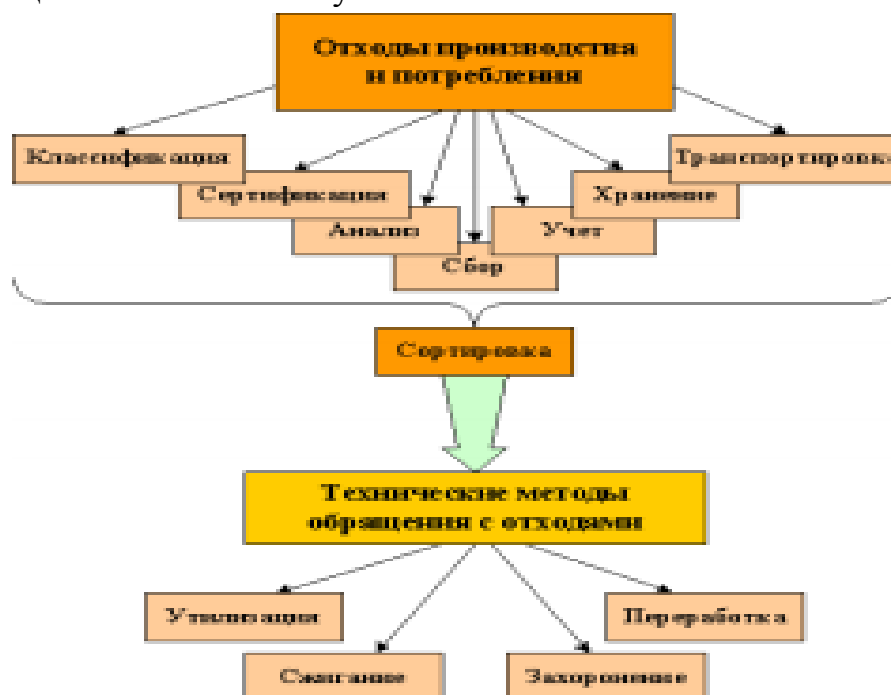 Отходы производства
и потребления
Классификация
Транспортировка
Сертификация
Хранение
Анализ
Учет
Сбор
Сортировка
Технические методы
обращения с отходами
Утилизация
Переработка
Сжигание
Захоронение